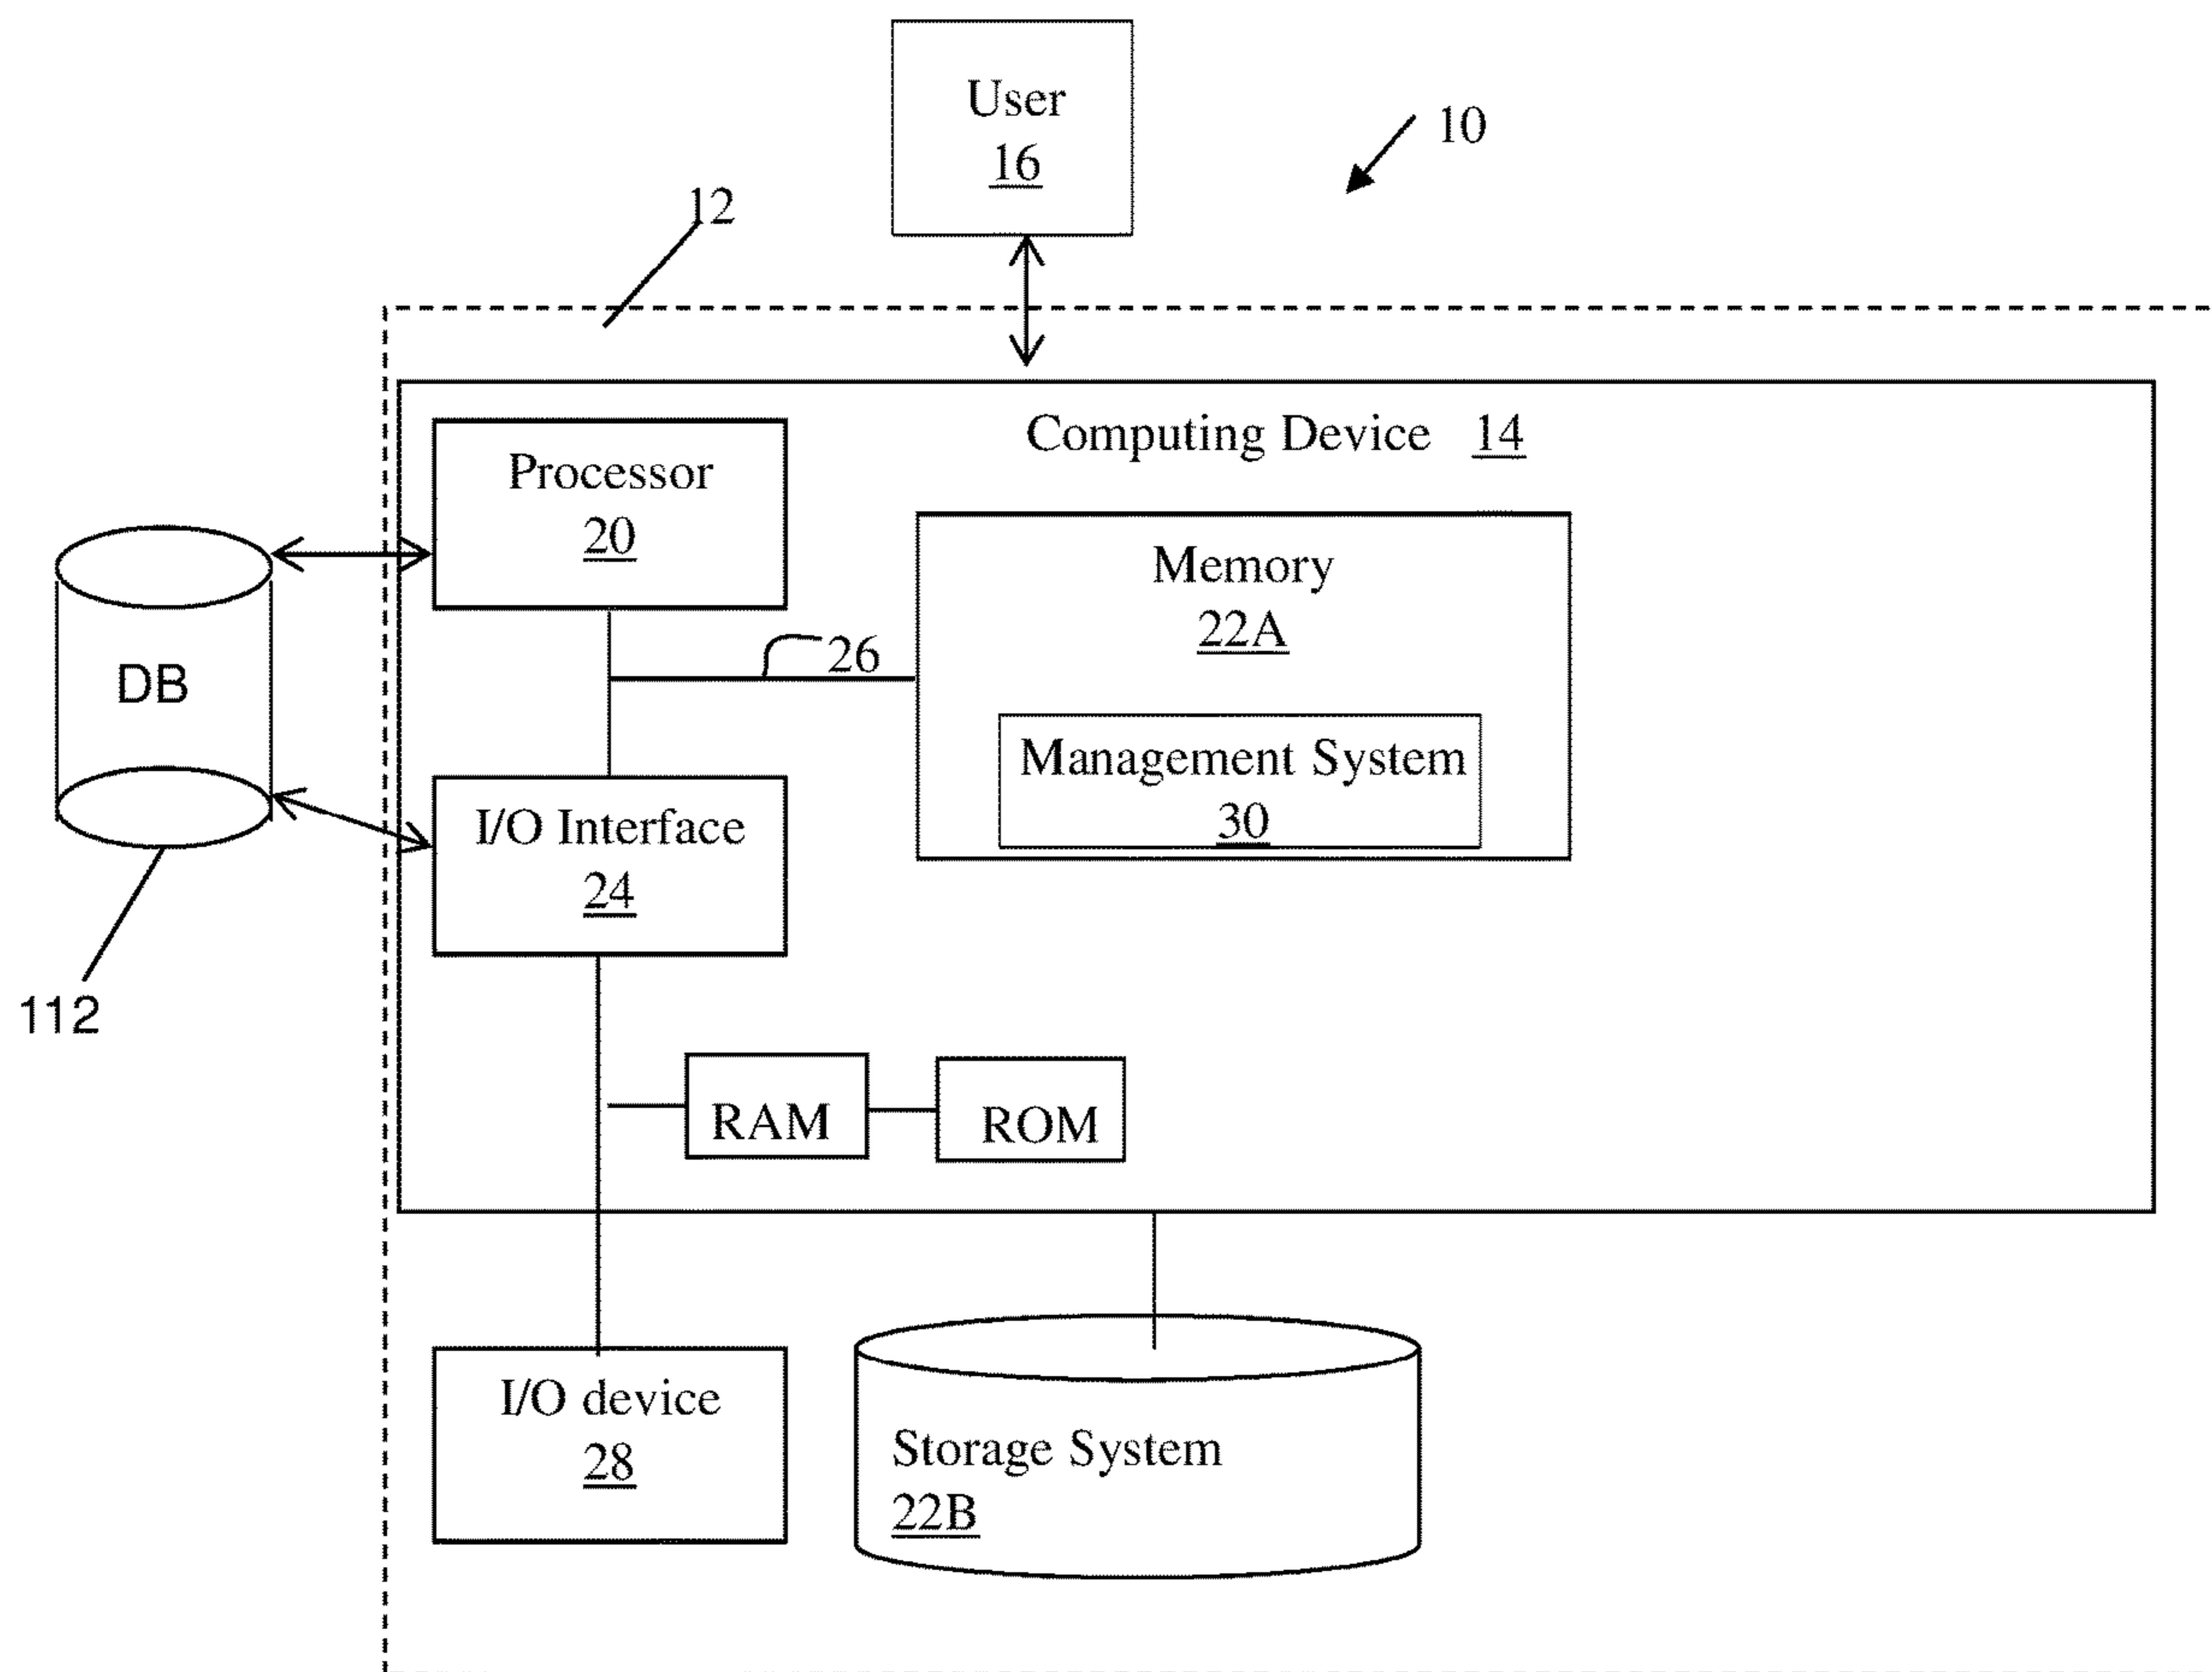 User
16
10
12
Computing Device 14
Processor
20
Memory
22A
26
DB
Management System
30
I/O Interface
24
112
RAM
ROM
I/O device
28
Storage System
22B